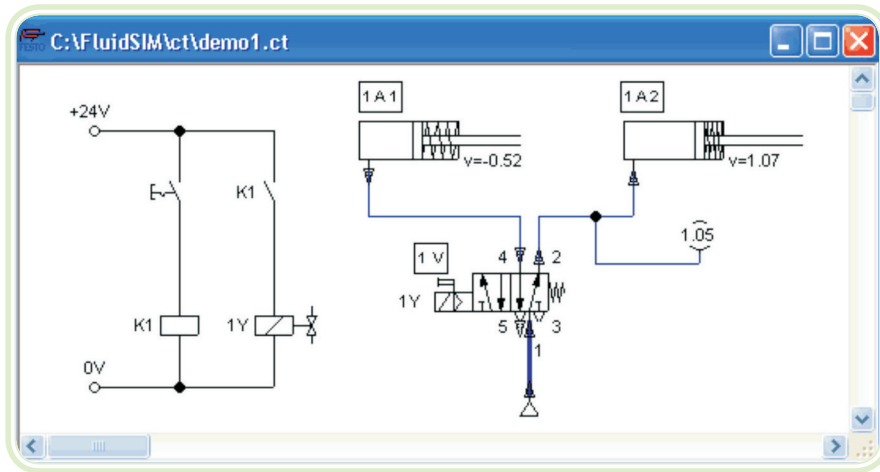 FESTO C:\FluidSIM\ct\demo1.ct
1A1
1A2
+24V
v=-0.52
v=1.07
K1
1.05
1V
4 2
1Y
5 3
K1 1Y
1
0V